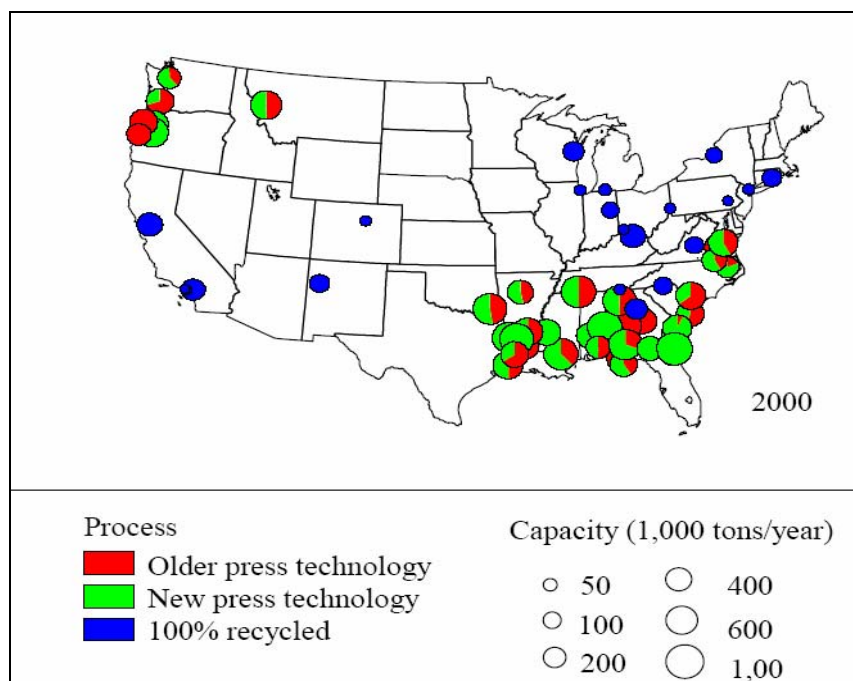 2000
Process
Older press technology
New press technology
100% recycled
Capacity (1,000 tons/year)
50
100
200
400
600
1,00